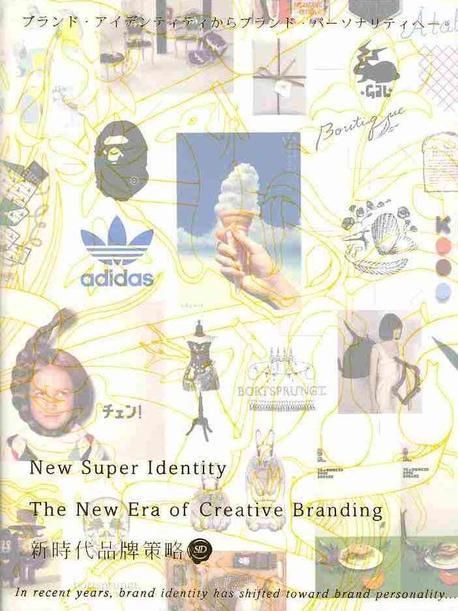 ブランド・アイデンティティからブランド・パーソナリティへ。
GAL
Boutique
adidas
K
チェン!
BORTSPRUNGT.
New Super Identity
The New Era of Creative Branding
新時代品牌策略 SID
In recent years, brand identity has shifted toward brand personality...